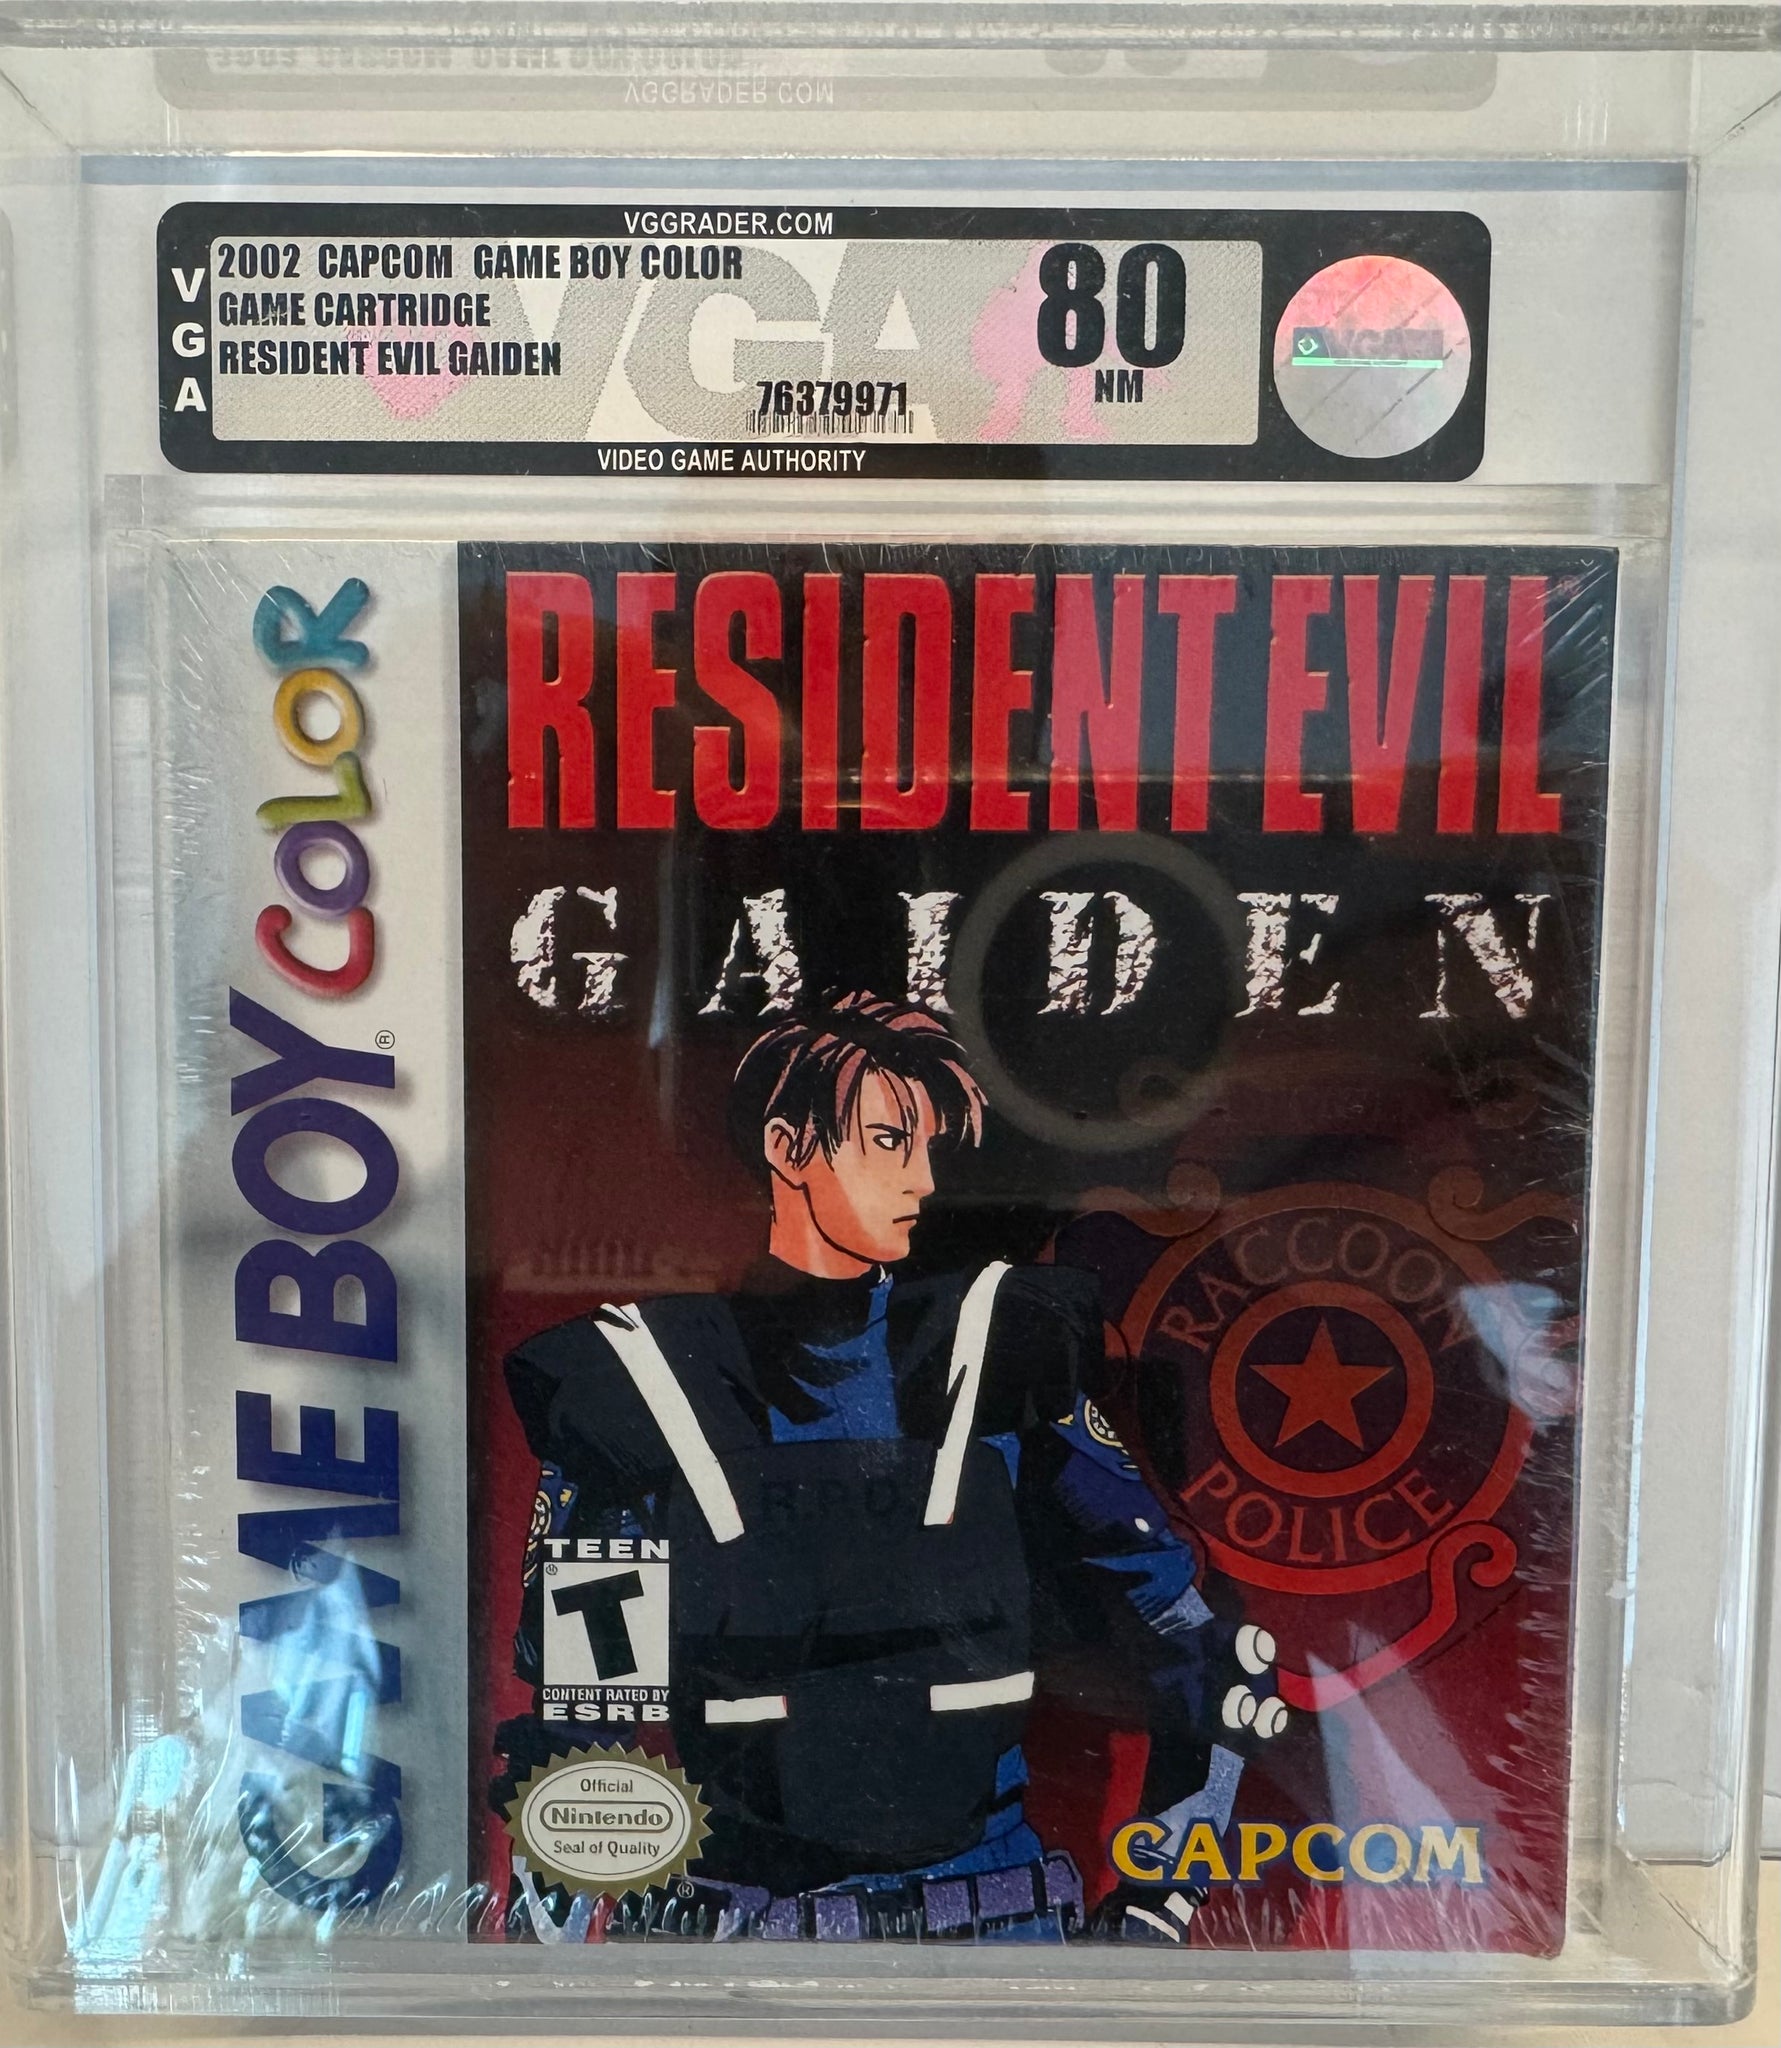 VGGRADER.COM
VGA
2002 CAPCOM GAME BOY COLOR
GAME CARTRIDGE
RESIDENT EVIL GAIDEN
80
NM
76379971
VIDEO GAME AUTHORITY
GAME BOY COLOR
®
RESIDENT EVIL
GAIDEN
RACCOON
POLICE
R.P.D.
TEEN
T
CONTENT RATED BY
ESRB
Official
Nintendo
Seal of Quality
®
CAPCOM